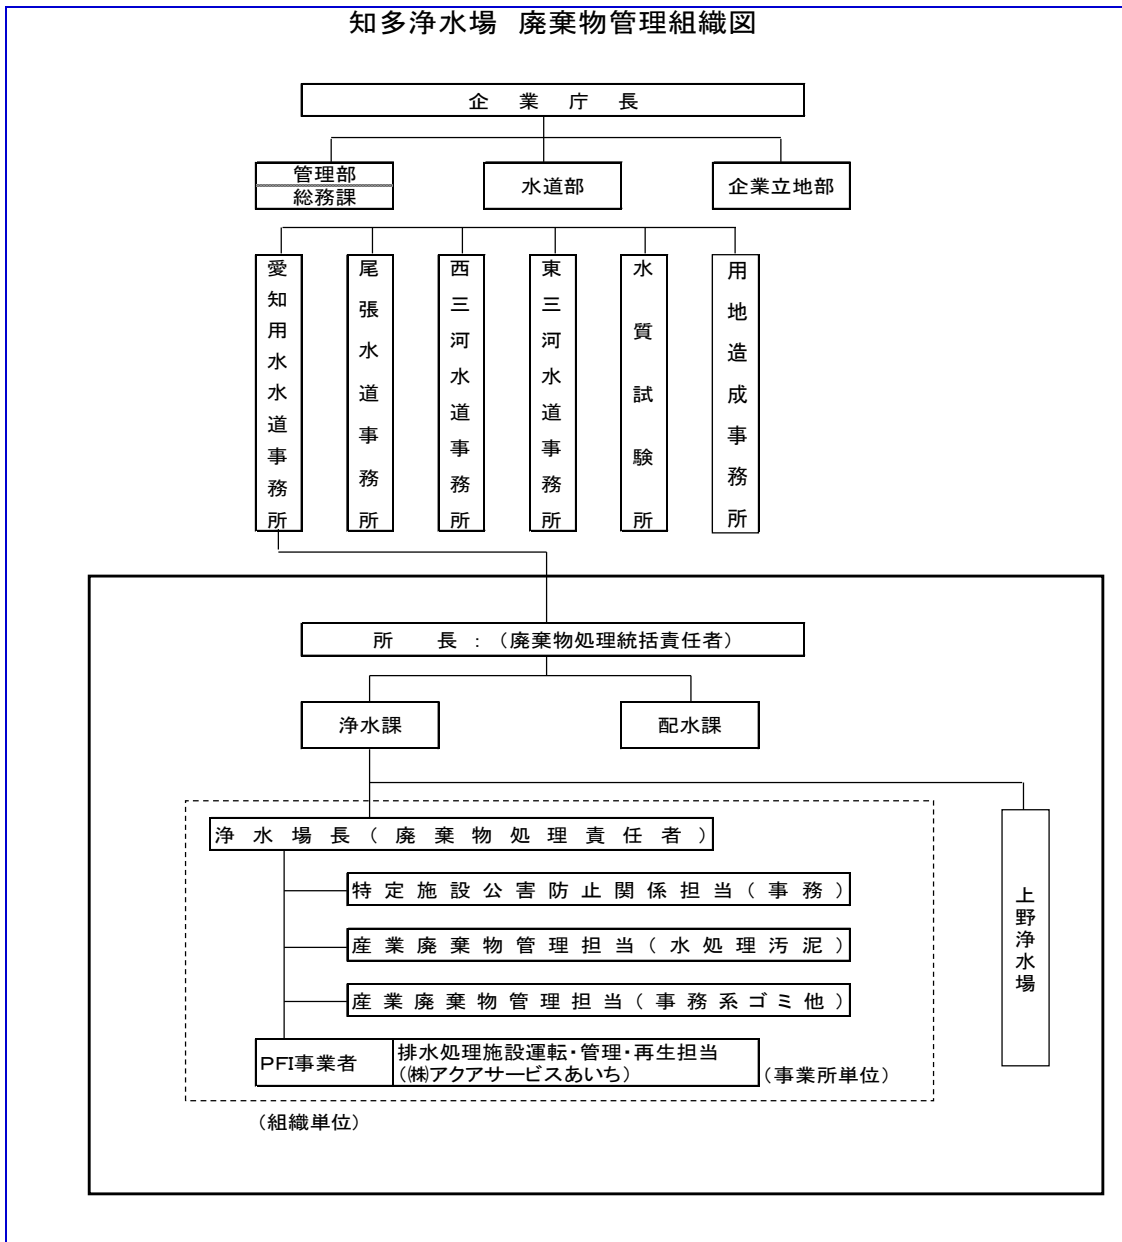 知多浄水場 廃棄物管理組織図
企業庁長
管理部
総務課
水道部
企業立地部
愛知用水水道事務所
尾張水道事務所
西三河水道事務所
東三河水道事務所
水質試験所
用地造成事務所
所 長 : (廃棄物処理統括責任者)
浄水課
配水課
浄水場長(廃棄物処理責任者)
特定施設公害防止関係担当(事務)
産業廃棄物管理担当(水処理汚泥)
産業廃棄物管理担当(事務系ゴミ他)
PFI事業者
排水処理施設運転・管理・再生担当
(㈱アクアサービスあいち)
(事業所単位)
(組織単位)
上野浄水場